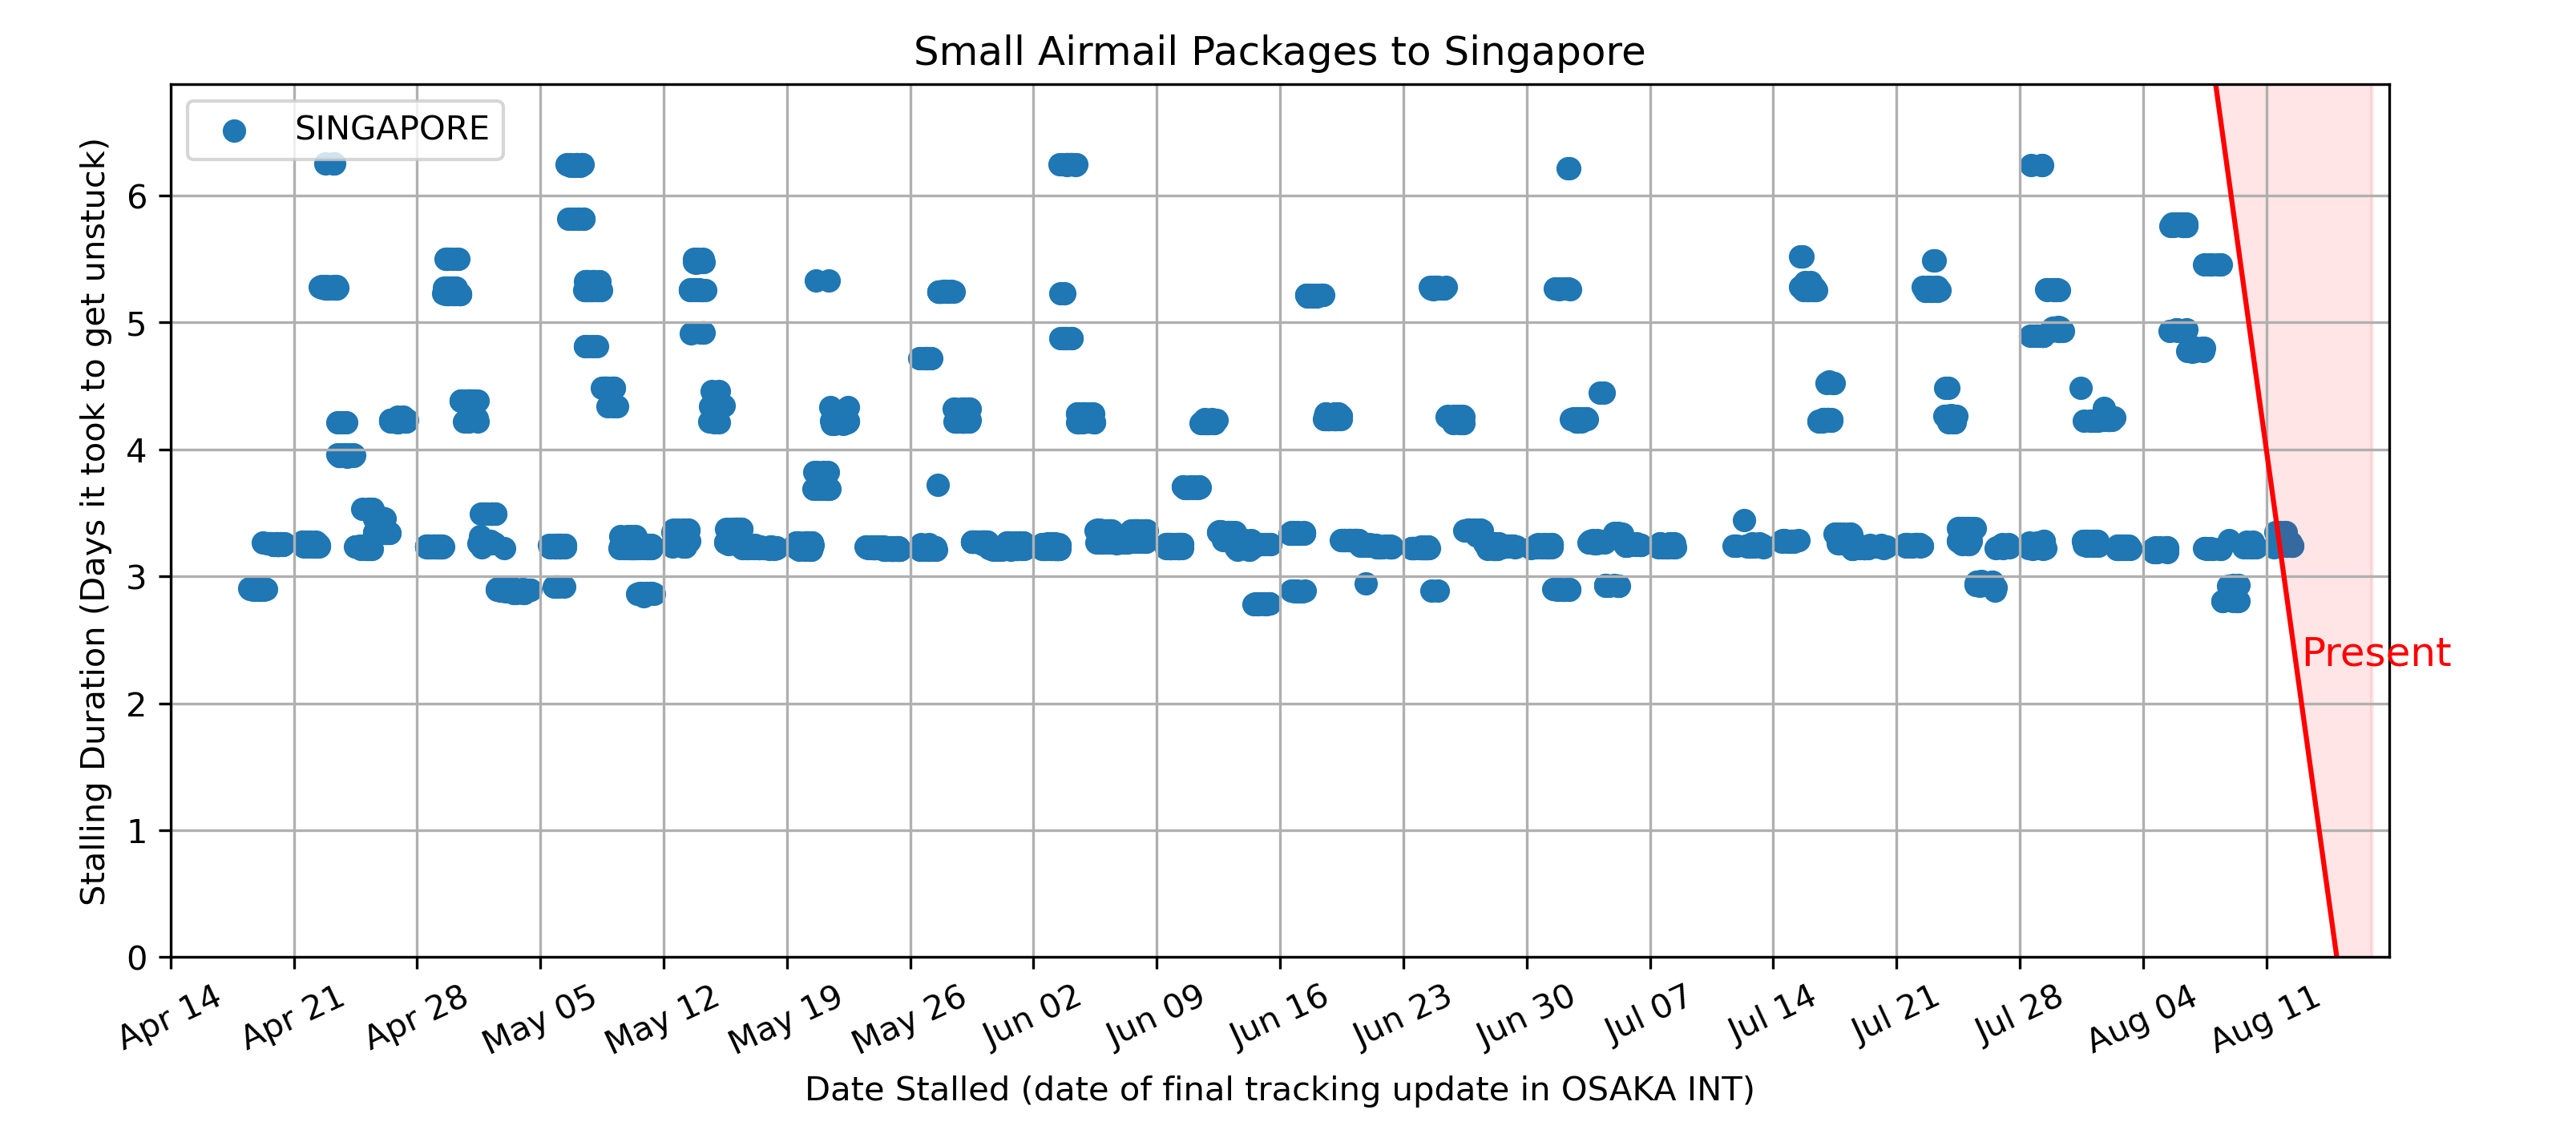 Small Airmail Packages to Singapore
SINGAPORE
Stalling Duration (Days it took to get unstuck)
6
5
4
3
2
1
0
Present
Apr 14
Apr 21
Apr 28
May 05
May 12
May 19
May 26
Jun 02
Jun 09
Jun 16
Jun 23
Jun 30
Jul 07
Jul 14
Jul 21
Jul 28
Aug 04
Aug 11
Date Stalled (date of final tracking update in OSAKA INT)